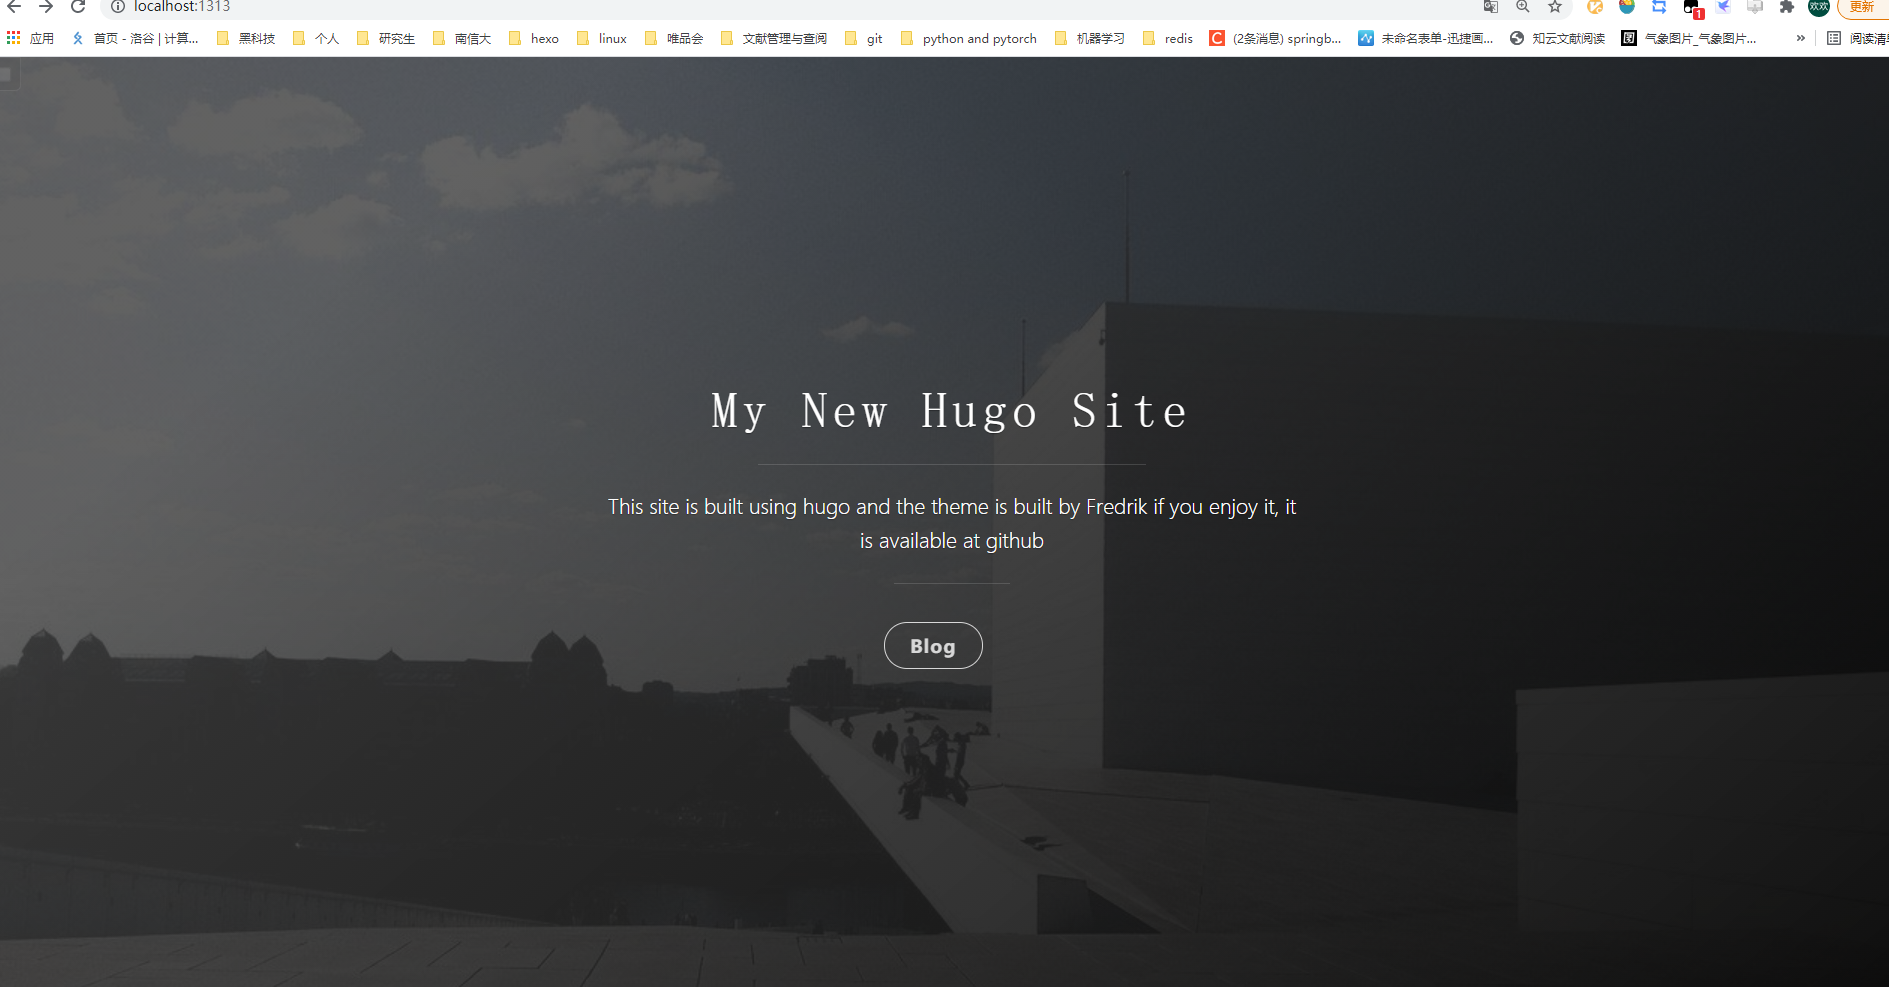 localhost:1313
更新
应用 首页 - 洛谷 | 计算... 黑科技 个人 研究生 南信大 hexo linux 唯品会 文献管理与查阅 git python and pytorch 机器学习 redis (2条消息) springb... 未命名表单-迅捷画... 知云文献阅读 气象图片_气象图片... » 阅读清单
My New Hugo Site
This site is built using hugo and the theme is built by Fredrik if you enjoy it, it
is available at github
Blog